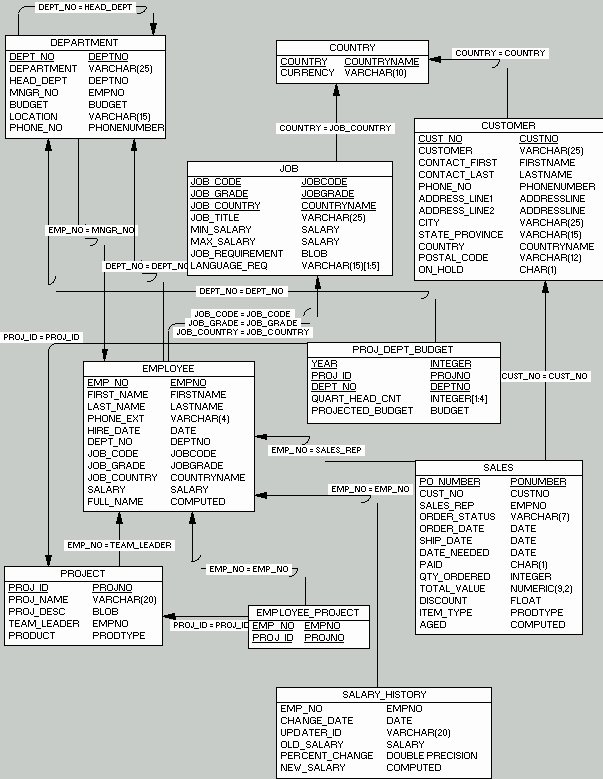 DEPT_NO = HEAD_DEPT
DEPARTMENT
DEPT_NO DEPTNO
DEPARTMENT VARCHAR(25)
HEAD_DEPT DEPTNO
MNGR_NO EMPNO
BUDGET BUDGET
LOCATION VARCHAR(15)
PHONE_NO PHONENUMBER
COUNTRY
COUNTRY COUNTRYNAME
CURRENCY VARCHAR(10)
COUNTRY = COUNTRY
COUNTRY = JOB_COUNTRY
CUSTOMER
CUST_NO CUSTNO
CUSTOMER VARCHAR(25)
CONTACT_FIRST FIRSTNAME
CONTACT_LAST LASTNAME
PHONE_NO PHONENUMBER
ADDRESS_LINE1 ADDRESSLINE
ADDRESS_LINE2 ADDRESSLINE
CITY VARCHAR(25)
STATE_PROVINCE VARCHAR(15)
COUNTRY COUNTRYNAME
POSTAL_CODE VARCHAR(12)
ON_HOLD CHAR(1)
JOB
JOB_CODE JOBCODE
JOB_GRADE JOBGRADE
JOB_COUNTRY COUNTRYNAME
JOB_TITLE VARCHAR(25)
MIN_SALARY SALARY
MAX_SALARY SALARY
JOB_REQUIREMENT BLOB
LANGUAGE_REQ VARCHAR(15)[1:5]
EMP_NO = MNGR_NO
DEPT_NO = DEPT_NO
DEPT_NO = DEPT_NO
JOB_CODE = JOB_CODE
JOB_GRADE = JOB_GRADE
JOB_COUNTRY = JOB_COUNTRY
PROJ_ID = PROJ_ID
PROJ_DEPT_BUDGET
YEAR INTEGER
PROJ_ID PROJNO
DEPT_NO DEPTNO
QUART_HEAD_CNT INTEGER[1:4]
PROJECTED_BUDGET BUDGET
CUST_NO = CUST_NO
EMPLOYEE
EMP_NO EMPNO
FIRST_NAME FIRSTNAME
LAST_NAME LASTNAME
PHONE_EXT VARCHAR(4)
HIRE_DATE DATE
DEPT_NO DEPTNO
JOB_CODE JOBCODE
JOB_GRADE JOBGRADE
JOB_COUNTRY COUNTRYNAME
SALARY SALARY
FULL_NAME COMPUTED
EMP_NO = SALES_REP
EMP_NO = EMP_NO
SALES
PO_NUMBER PONUMBER
CUST_NO CUSTNO
SALES_REP EMPNO
ORDER_STATUS VARCHAR(7)
ORDER_DATE DATE
SHIP_DATE DATE
DATE_NEEDED DATE
PAID CHAR(1)
QTY_ORDERED INTEGER
TOTAL_VALUE NUMERIC(9,2)
DISCOUNT FLOAT
ITEM_TYPE PRODTYPE
AGED COMPUTED
EMP_NO = TEAM_LEADER
EMP_NO = EMP_NO
PROJECT
PROJ_ID PROJNO
PROJ_NAME VARCHAR(20)
PROJ_DESC BLOB
TEAM_LEADER EMPNO
PRODUCT PRODTYPE
PROJ_ID = PROJ_ID
EMPLOYEE_PROJECT
EMP_NO EMPNO
PROJ_ID PROJNO
SALARY_HISTORY
EMP_NO EMPNO
CHANGE_DATE DATE
UPDATER_ID VARCHAR(20)
OLD_SALARY SALARY
PERCENT_CHANGE DOUBLE PRECISION
NEW_SALARY COMPUTED